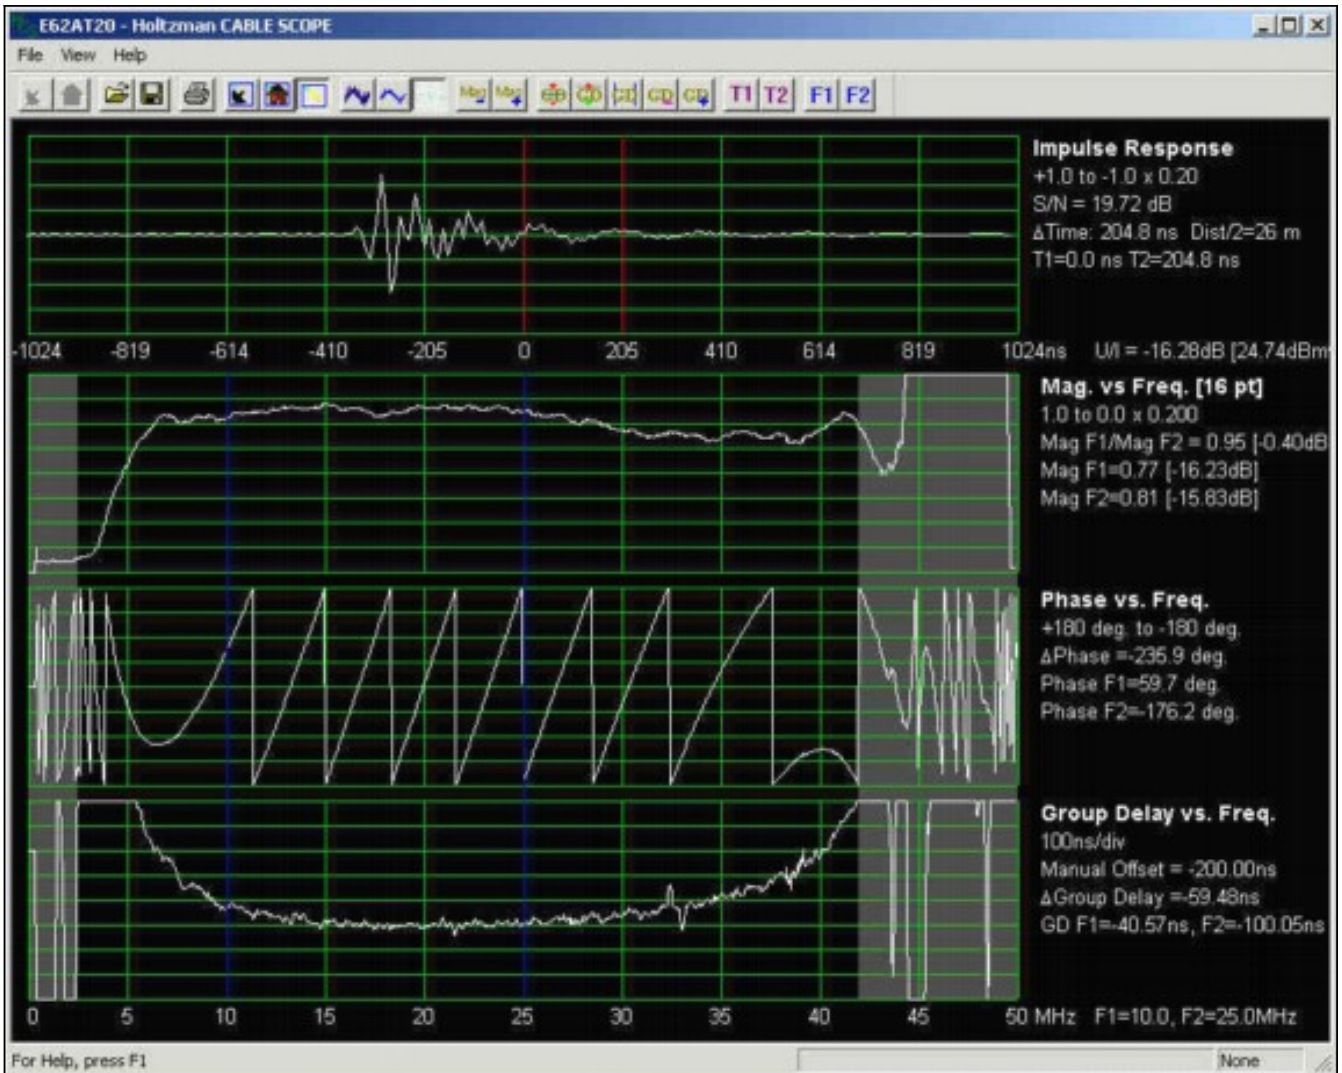 E62AT20 - Holtzman CABLE SCOPE
File View Help
Mag Mag GD GD GD T1 T2 F1 F2
Impulse Response
+1.0 to -1.0 x 0.20
S/N = 19.72 dB
ΔTime: 204.8 ns Dist/2=26 m
T1=0.0 ns T2=204.8 ns
-1024 -819 -614 -410 -205 0 205 410 614 819 1024ns U/I = -16.28dB [24.74dBm
Mag. vs Freq. [16 pt]
1.0 to 0.0 x 0.200
Mag F1/Mag F2 = 0.95 [-0.40dB
Mag F1=0.77 [-16.23dB]
Mag F2=0.81 [-15.83dB]
Phase vs. Freq.
+180 deg. to -180 deg.
ΔPhase =-235.9 deg.
Phase F1=59.7 deg.
Phase F2=-176.2 deg.
Group Delay vs. Freq.
100ns/div
Manual Offset = -200.00ns
ΔGroup Delay =-59.48ns
GD F1=-40.57ns, F2=-100.05ns
0 5 10 15 20 25 30 35 40 45 50 MHz F1=10.0, F2=25.0MHz
For Help, press F1
None